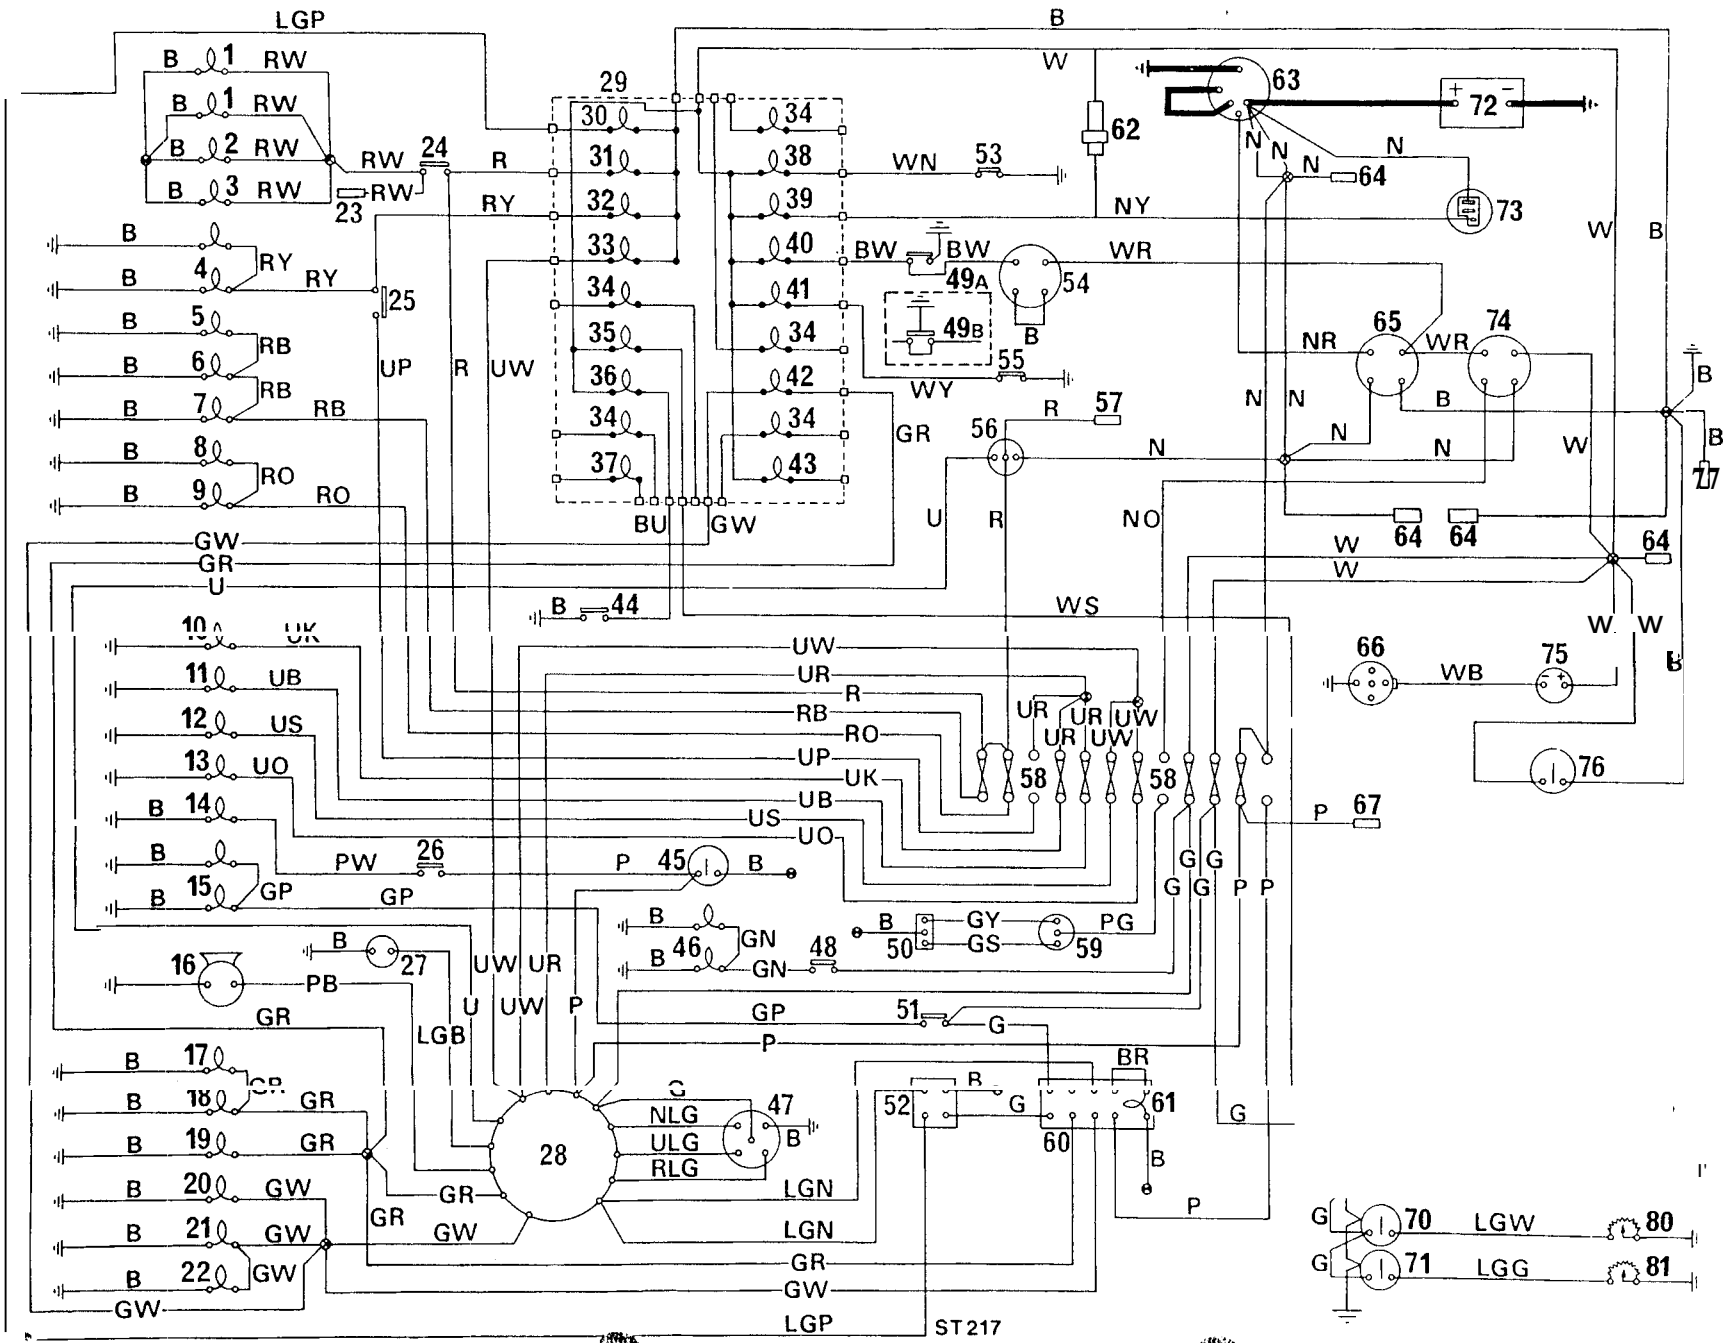 LGP B
B 1 RW W
29 63
B 1 RW 30 34 + 72 -
62
B 2 RW RW 24 R 31 38 WN 53 N N N N
B 3 RW 23 RW 64
RY 32 39 NY 73
B W B
RY 33 40 BW BW WR
B 4 RY 25 34 41 49A 54
B 5 35 34 49B B 65 74
RB NR WR
B 6 UP R UW 36 42 WY 55 B
RB R 57 N N B
B 7 RB 34 34 GR 56
B 8 37 43 N N N W B
RO 77
B 9 RO
BU GW U R NO
64 64
GW W 64
GR W
U
B 44 WS
W W
10 UK
UW 66 75 B
11 UB UR WB
R
12 US RB UR UR UW
RO UR UW
13 UO UP 58 58 76
UK
B 14 UB
US P 67
UO
B PW 26 P 45 B G G
B 15 GP GP G G P P
B GY PG
B 46 GN B 50 GS 59
B 27 B GN 48
16 UW UR
PB
U UW P GP 51
GR LGB G
P
B 17 BR
GR G B
B 18 GR NLG 47 52 G 61
B 19 GR 28 ULG B 60 G
RLG B
B 20 GW GR LGN P
GR G 70 LGW 80
B 21 GW GW LGN
GR G 71 LGG 81
B 22 GW GW
GW
LGP ST217